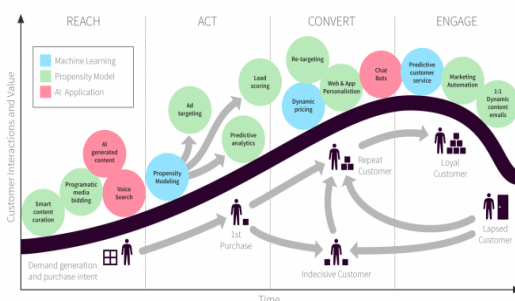 REACH
ACT
CONVERT
ENGAGE
Customer Interactions and Value
Machine Learning
Propensity Model
AI Application
Smart
content
curation
Programatic
media
bidding
AI
generated
content
Voice
Search
Propensity
Modeling
Ad
targeting
Lead
scoring
Predictive
analytics
Re-targeting
Dynamic
pricing
Web & App
Personalistion
Chat
Bots
Predictive
customer
service
Marketing
Automation
1:1
Dynamic
content
emails
Demand generation
and purchase intent
1st
Purchase
Repeat
Customer
Indecisive Customer
Loyal
Customer
Lapsed
Customer
Time